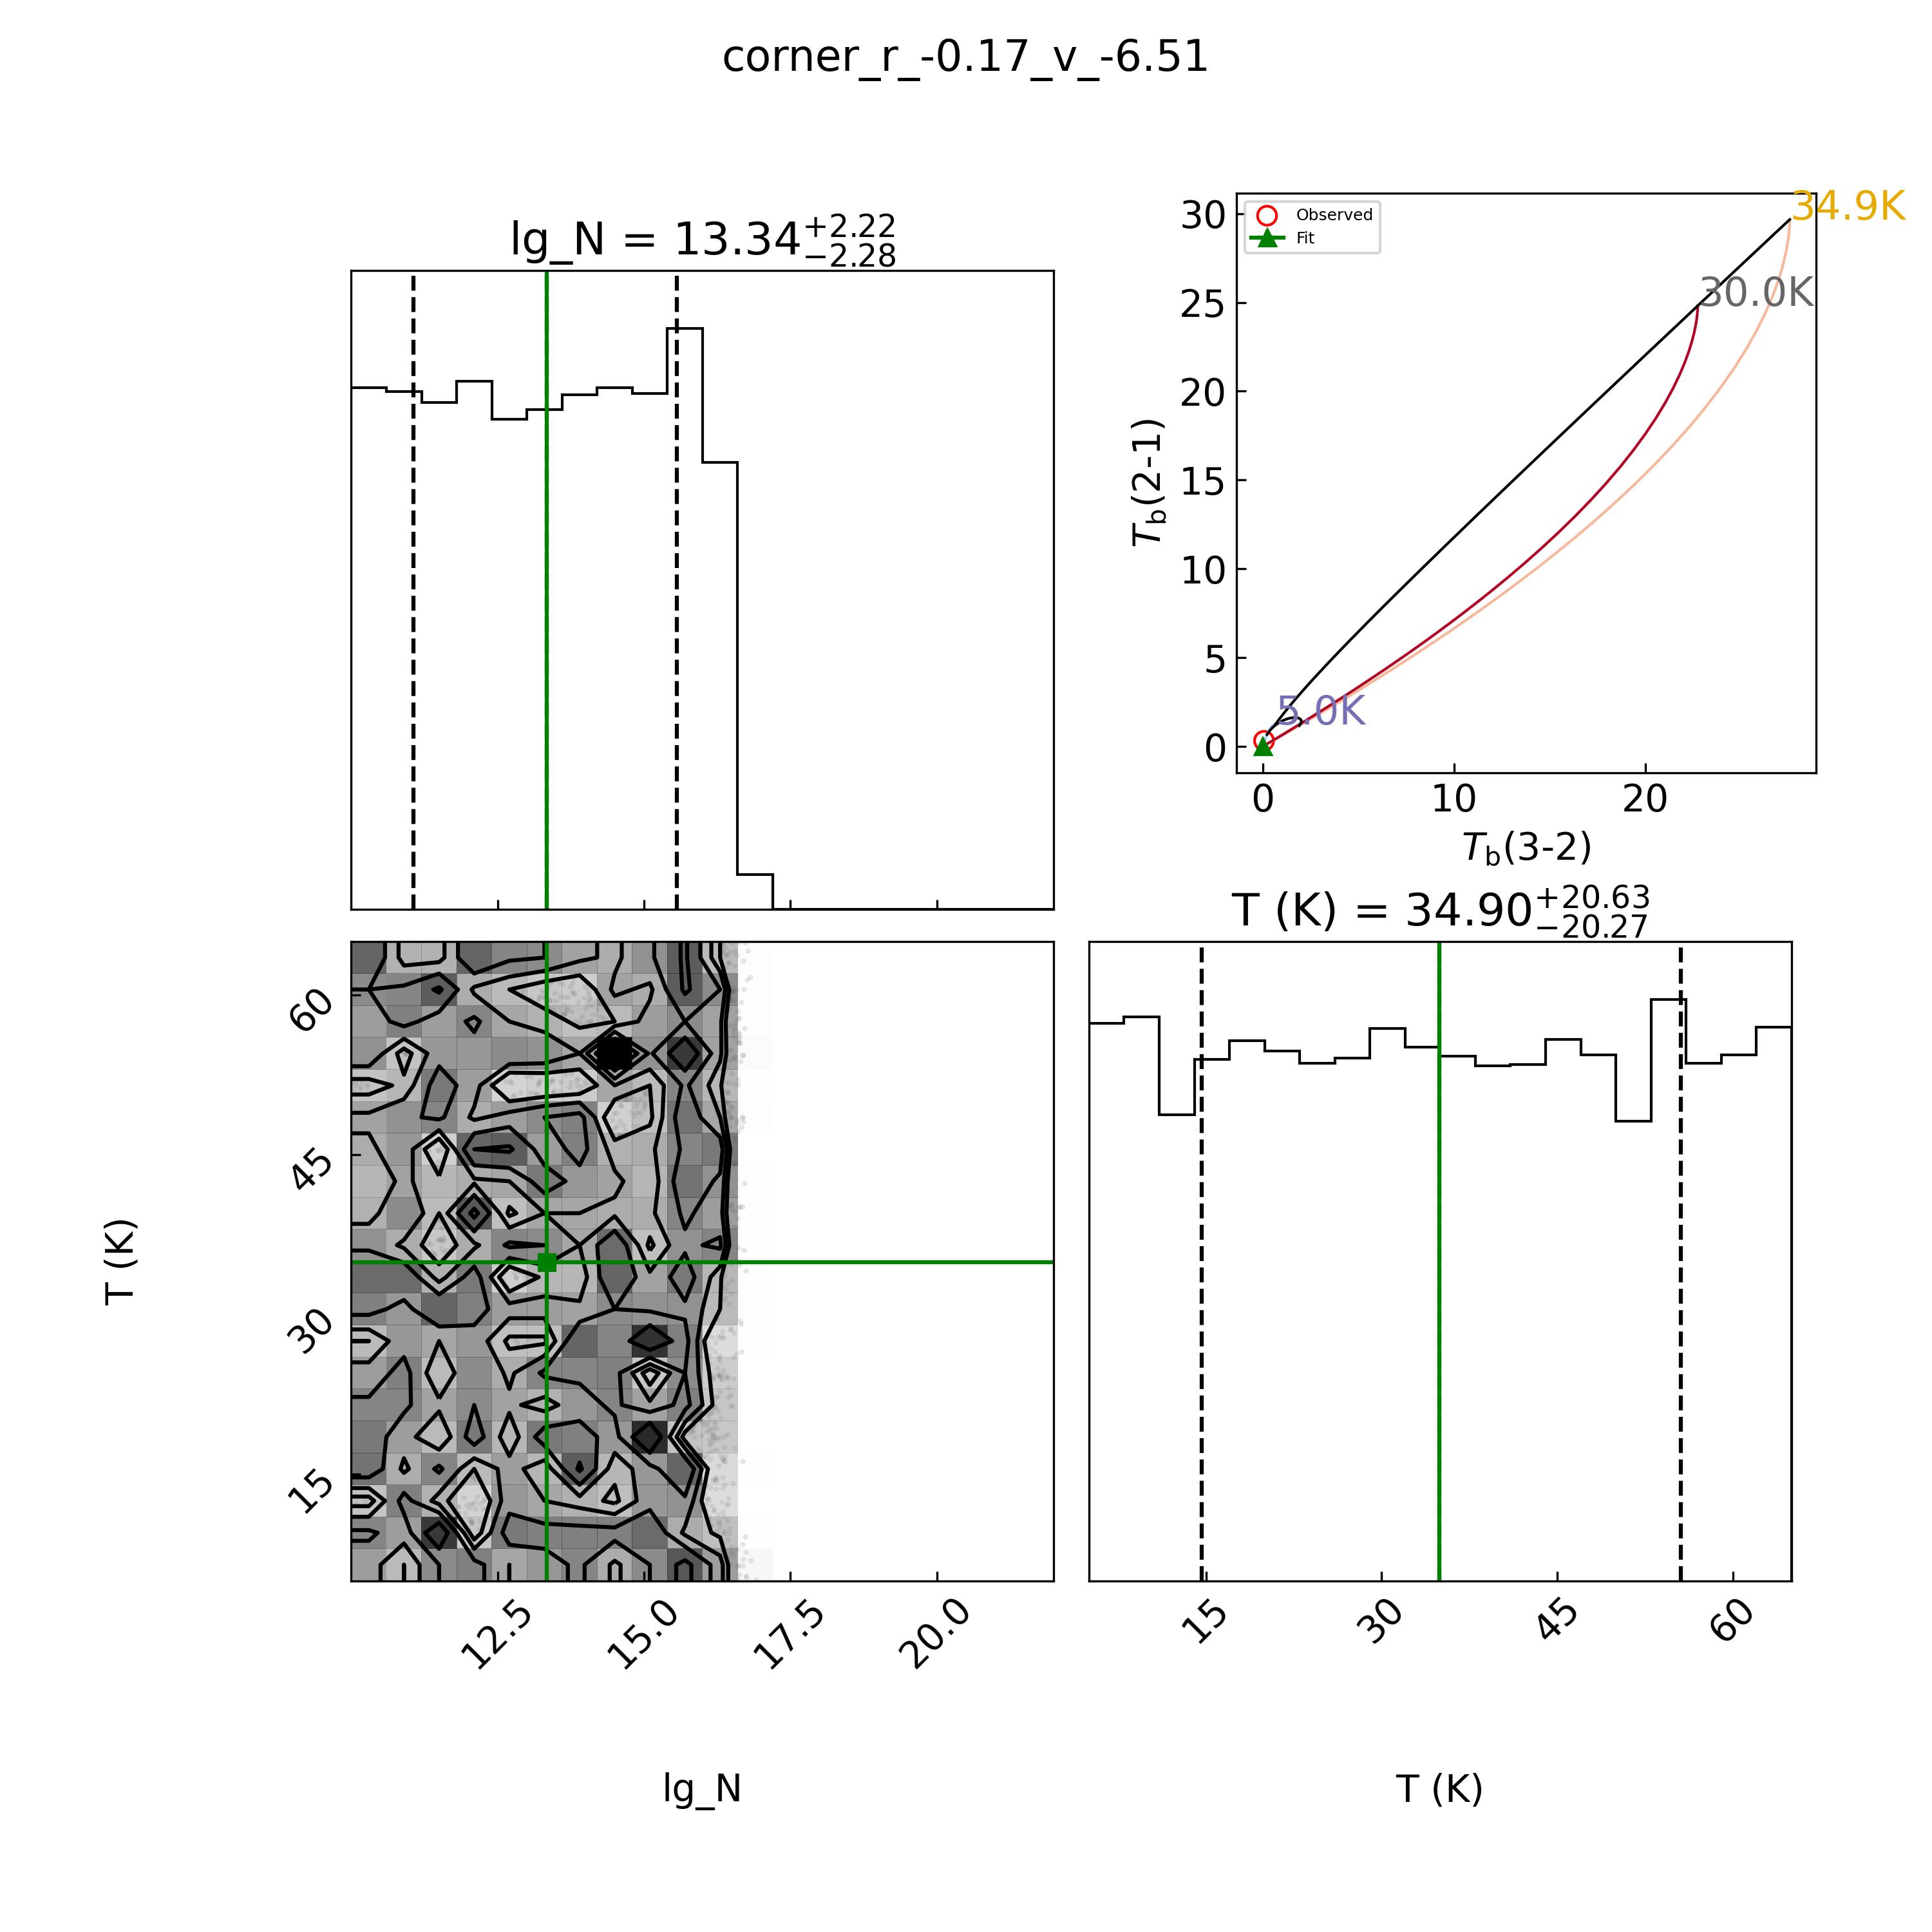 corner_r_-0.17_v_-6.51
lg_N = 13.34+2.22−2.28
34.9K
30
Observed
Fit
30.0K
25
20
15
10
5
5.0K
0
Tb(2-1)
0 10 20
Tb(3-2)
T (K) = 34.90+20.63−20.27
60
45
30
15
T (K)
12.5 15.0 17.5 20.0
15 30 45 60
lg_N
T (K)